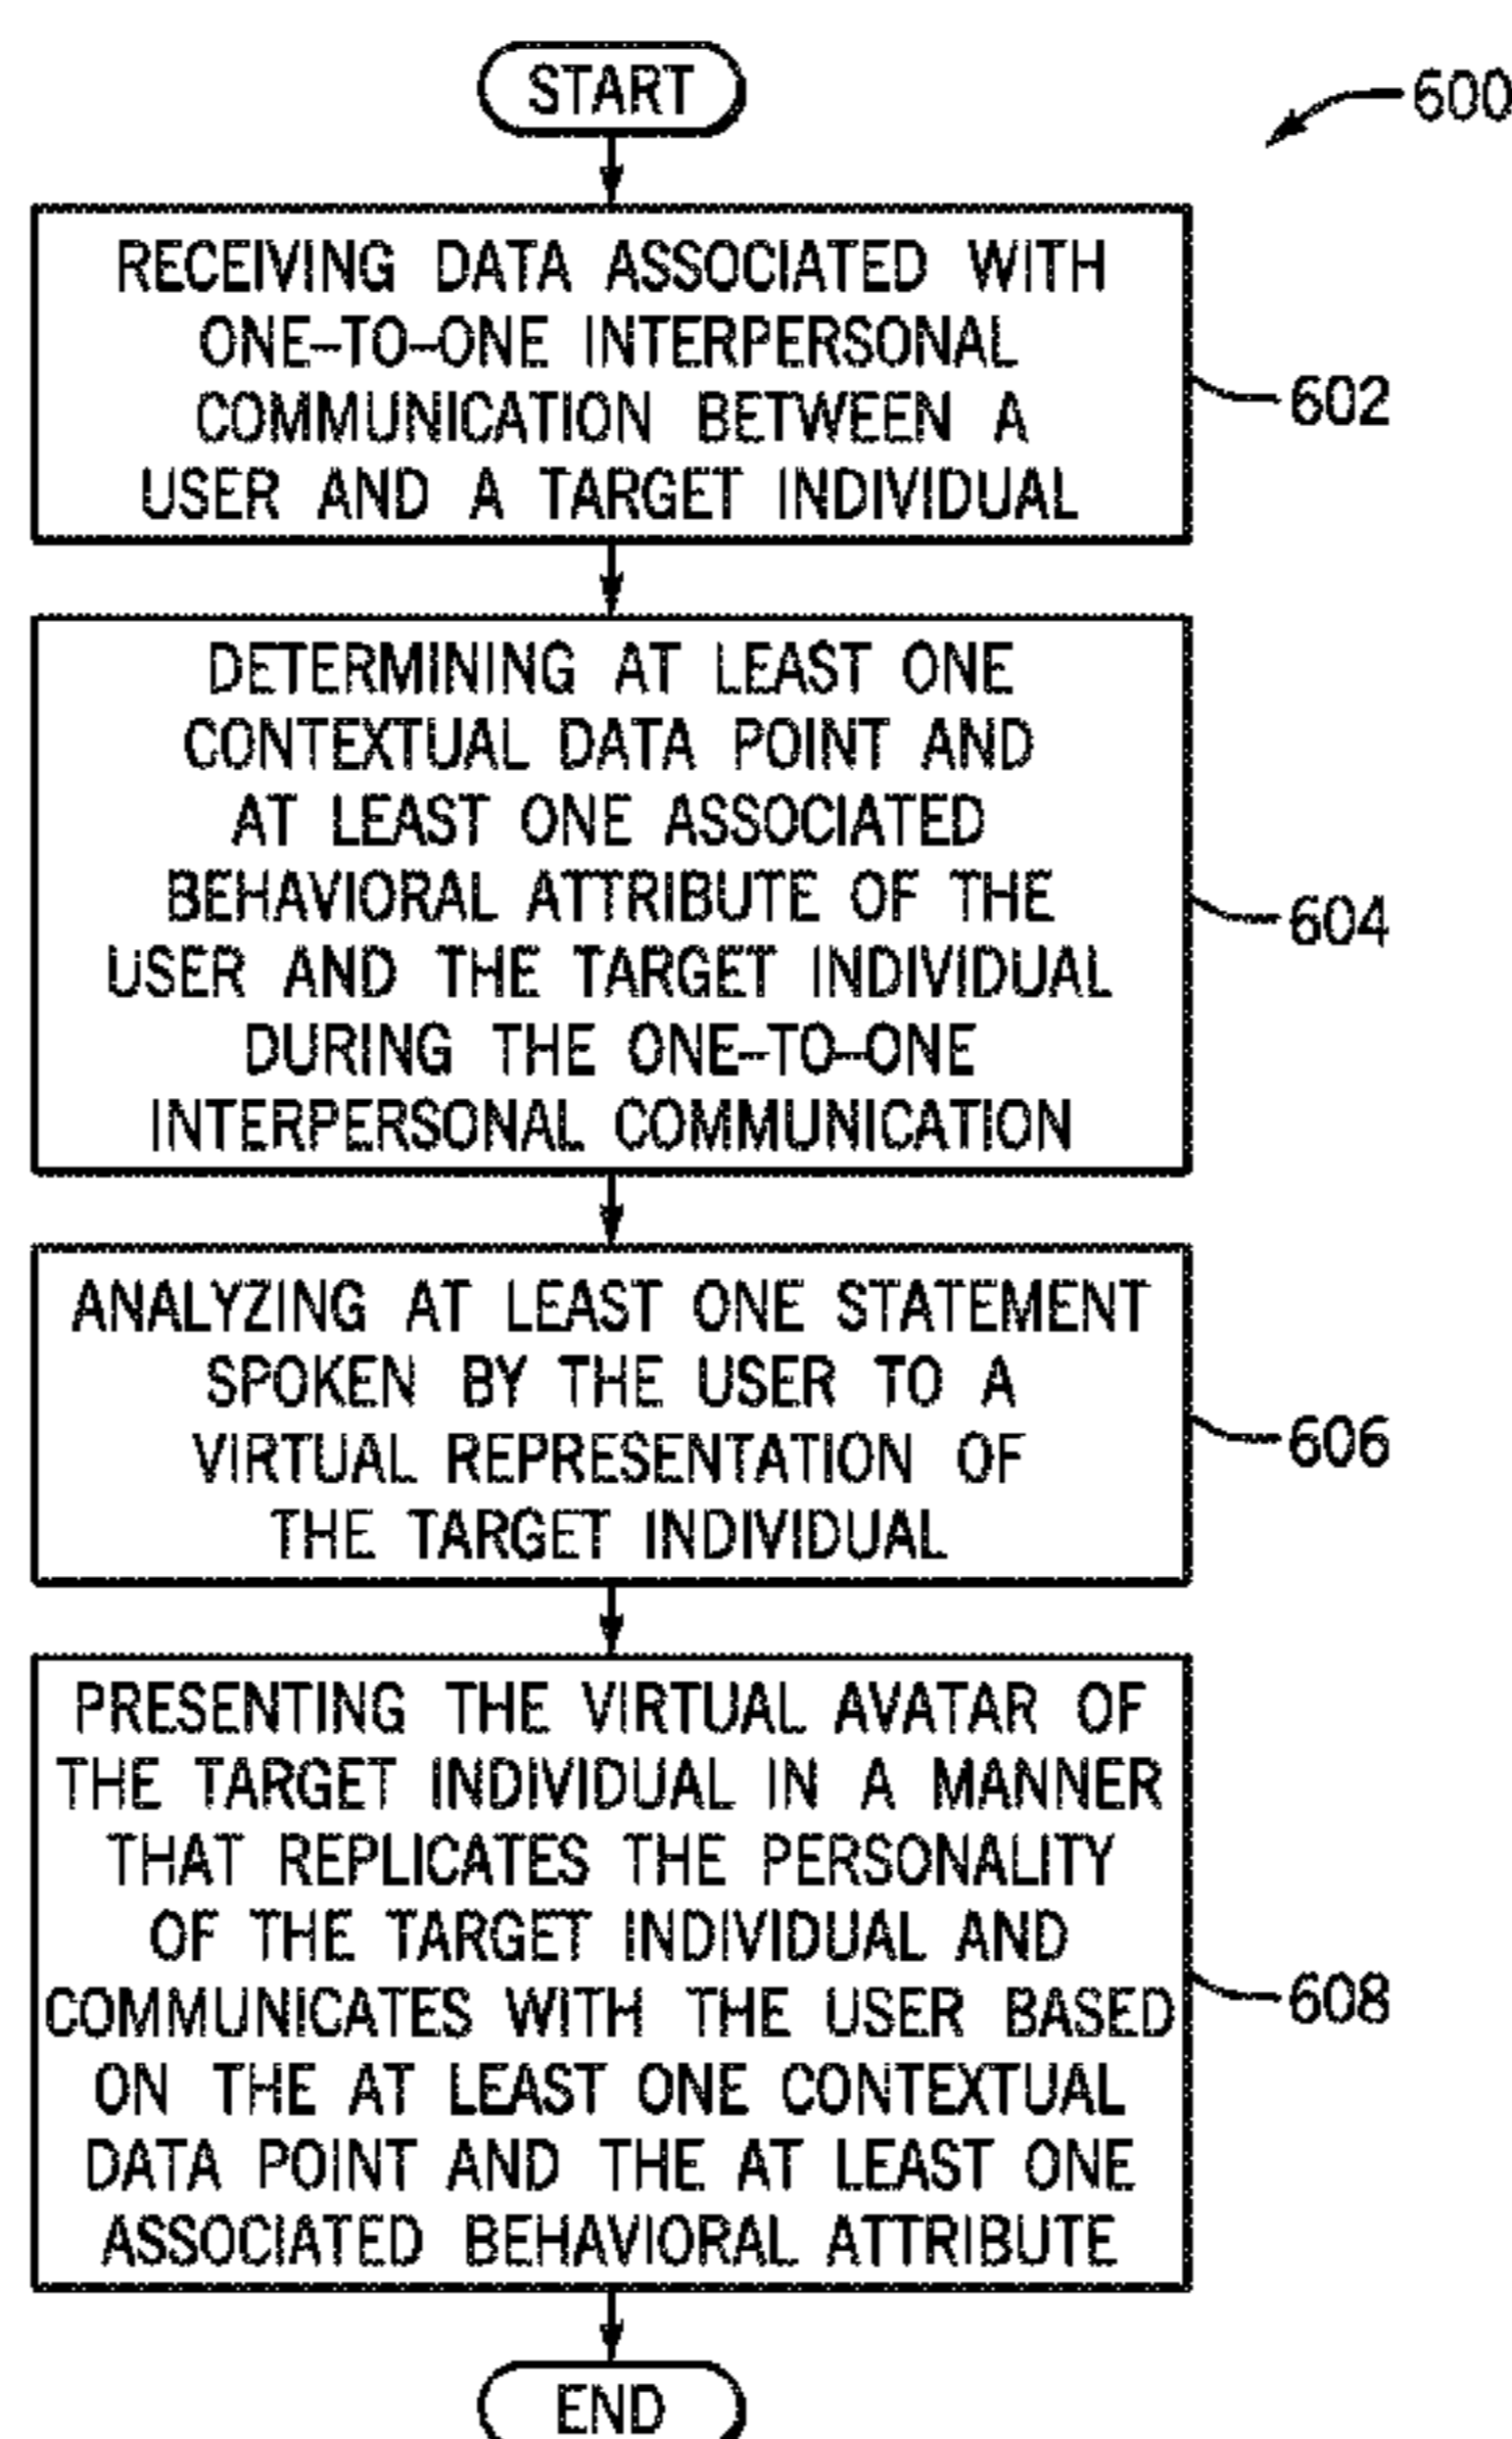 START
600
RECEIVING DATA ASSOCIATED WITH
ONE-TO-ONE INTERPERSONAL
COMMUNICATION BETWEEN A
USER AND A TARGET INDIVIDUAL
602
DETERMINING AT LEAST ONE
CONTEXTUAL DATA POINT AND
AT LEAST ONE ASSOCIATED
BEHAVIORAL ATTRIBUTE OF THE
USER AND THE TARGET INDIVIDUAL
DURING THE ONE-TO-ONE
INTERPERSONAL COMMUNICATION
604
ANALYZING AT LEAST ONE STATEMENT
SPOKEN BY THE USER TO A
VIRTUAL REPRESENTATION OF
THE TARGET INDIVIDUAL
606
PRESENTING THE VIRTUAL AVATAR OF
THE TARGET INDIVIDUAL IN A MANNER
THAT REPLICATES THE PERSONALITY
OF THE TARGET INDIVIDUAL AND
COMMUNICATES WITH THE USER BASED
ON THE AT LEAST ONE CONTEXTUAL
DATA POINT AND THE AT LEAST ONE
ASSOCIATED BEHAVIORAL ATTRIBUTE
608
END